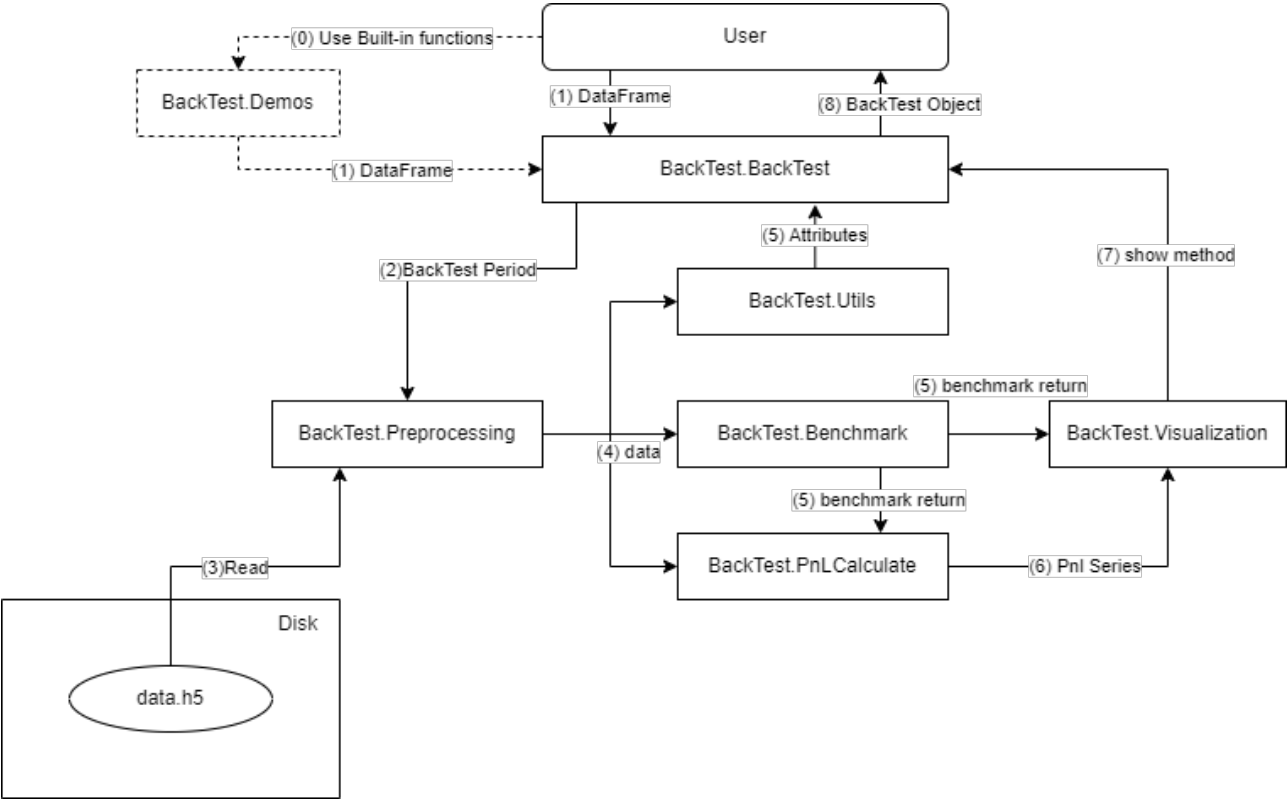 User
(0) Use Built-in functions
BackTest.Demos
(1) DataFrame
(8) BackTest Object
(1) DataFrame
BackTest.BackTest
(5) Attributes
(7) show method
(2)BackTest Period
BackTest.Utils
(5) benchmark return
BackTest.Preprocessing
BackTest.Benchmark
BackTest.Visualization
(4) data
(5) benchmark return
(3)Read
BackTest.PnLCalculate
(6) Pnl Series
Disk
data.h5